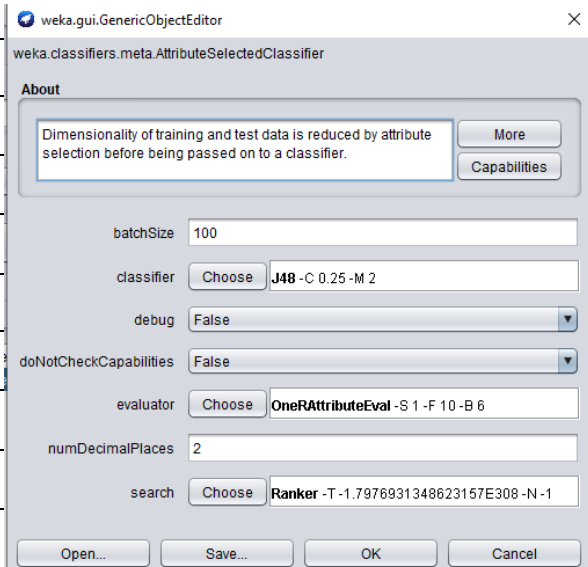 weka.gui.GenericObjectEditor
weka.classifiers.meta.AttributeSelectedClassifier
About
Dimensionality of training and test data is reduced by attribute
selection before being passed on to a classifier.
More
Capabilities
batchSize 100
classifier Choose J48 -C 0.25 -M 2
debug False
doNotCheckCapabilities False
evaluator Choose OneRAttributeEval -S 1 -F 10 -B 6
numDecimalPlaces 2
search Choose Ranker -T -1.7976931348623157E308 -N -1
Open... Save... OK Cancel